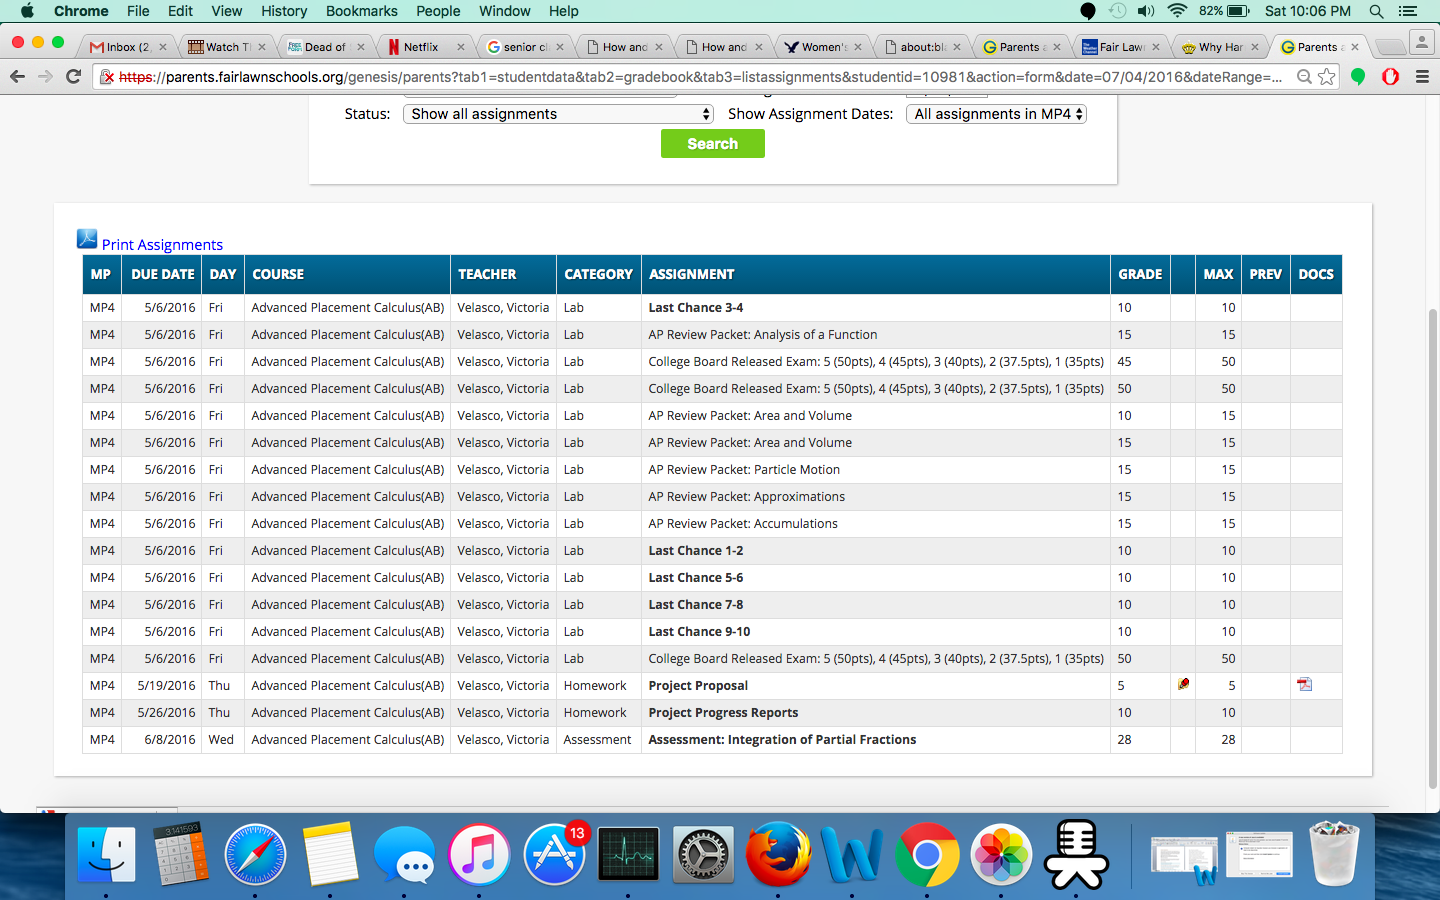 Chrome File Edit View History Bookmarks People Window Help 82% Sat 10:06 PM
Inbox (2, Watch T Dead of Netflix senior cl How and How and Women's about:bla Parents a Fair Law Why Har Parents a
https://parents.fairlawnschools.org/genesis/parents?tab1=studentdata&tab2=gradebook&tab3=listassignments&studentid=10981&action=form&date=07/04/2016&dateRange=...
Status: Show all assignments Show Assignment Dates: All assignments in MP4
Search
Print Assignments
MP DUE DATE DAY COURSE TEACHER CATEGORY ASSIGNMENT GRADE MAX PREV DOCS
MP4 5/6/2016 Fri Advanced Placement Calculus(AB) Velasco, Victoria Lab Last Chance 3-4 10 10
MP4 5/6/2016 Fri Advanced Placement Calculus(AB) Velasco, Victoria Lab AP Review Packet: Analysis of a Function 15 15
MP4 5/6/2016 Fri Advanced Placement Calculus(AB) Velasco, Victoria Lab College Board Released Exam: 5 (50pts), 4 (45pts), 3 (40pts), 2 (37.5pts), 1 (35pts) 45 50
MP4 5/6/2016 Fri Advanced Placement Calculus(AB) Velasco, Victoria Lab College Board Released Exam: 5 (50pts), 4 (45pts), 3 (40pts), 2 (37.5pts), 1 (35pts) 50 50
MP4 5/6/2016 Fri Advanced Placement Calculus(AB) Velasco, Victoria Lab AP Review Packet: Area and Volume 10 15
MP4 5/6/2016 Fri Advanced Placement Calculus(AB) Velasco, Victoria Lab AP Review Packet: Area and Volume 15 15
MP4 5/6/2016 Fri Advanced Placement Calculus(AB) Velasco, Victoria Lab AP Review Packet: Particle Motion 15 15
MP4 5/6/2016 Fri Advanced Placement Calculus(AB) Velasco, Victoria Lab AP Review Packet: Approximations 15 15
MP4 5/6/2016 Fri Advanced Placement Calculus(AB) Velasco, Victoria Lab AP Review Packet: Accumulations 15 15
MP4 5/6/2016 Fri Advanced Placement Calculus(AB) Velasco, Victoria Lab Last Chance 1-2 10 10
MP4 5/6/2016 Fri Advanced Placement Calculus(AB) Velasco, Victoria Lab Last Chance 5-6 10 10
MP4 5/6/2016 Fri Advanced Placement Calculus(AB) Velasco, Victoria Lab Last Chance 7-8 10 10
MP4 5/6/2016 Fri Advanced Placement Calculus(AB) Velasco, Victoria Lab Last Chance 9-10 10 10
MP4 5/6/2016 Fri Advanced Placement Calculus(AB) Velasco, Victoria Lab College Board Released Exam: 5 (50pts), 4 (45pts), 3 (40pts), 2 (37.5pts), 1 (35pts) 50 50
MP4 5/19/2016 Thu Advanced Placement Calculus(AB) Velasco, Victoria Homework Project Proposal 5 5
MP4 5/26/2016 Thu Advanced Placement Calculus(AB) Velasco, Victoria Homework Project Progress Reports 10 10
MP4 6/8/2016 Wed Advanced Placement Calculus(AB) Velasco, Victoria Assessment Assessment: Integration of Partial Fractions 28 28
3.141593
13